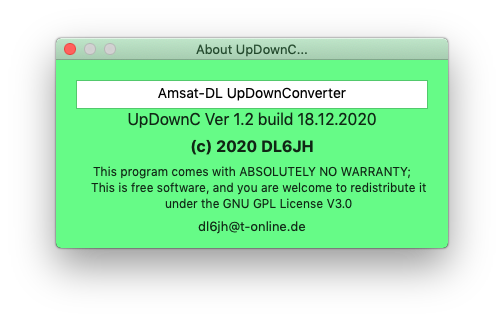 About UpDownC...
Amsat-DL UpDownConverter
UpDownC Ver 1.2 build 18.12.2020
(c) 2020 DL6JH
This program comes with ABSOLUTELY NO WARRANTY;
This is free software, and you are welcome to redistribute it
under the GNU GPL License V3.0
dl6jh@t-online.de